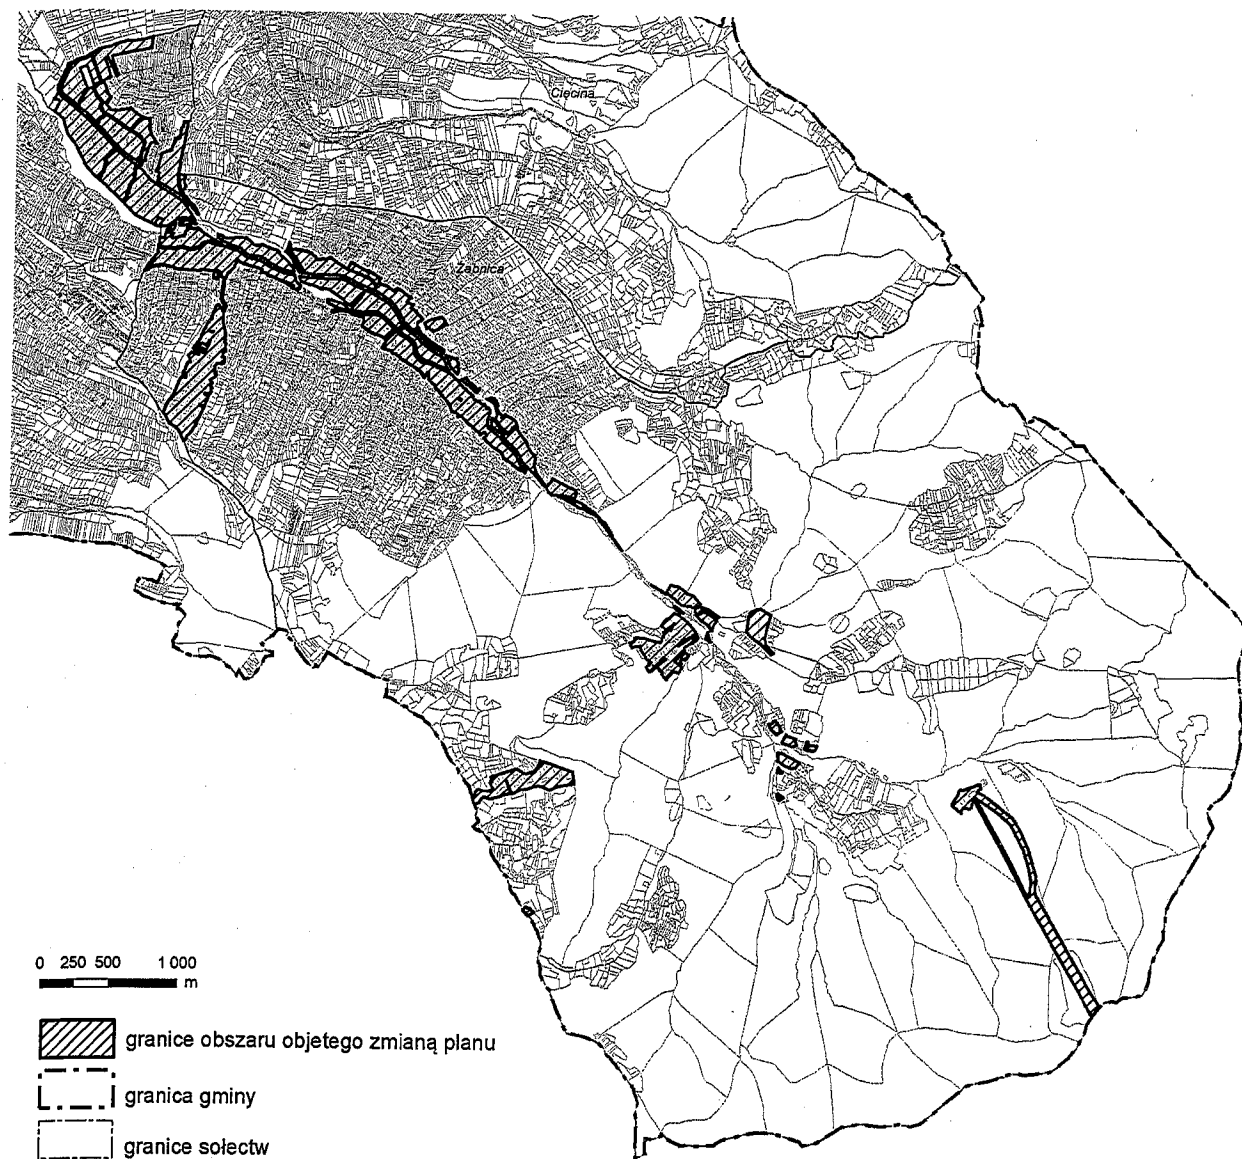 Cięcina
Żabnica
0 250 500 1 000
m
granice obszaru objetego zmianą planu
granica gminy
granice sołectw